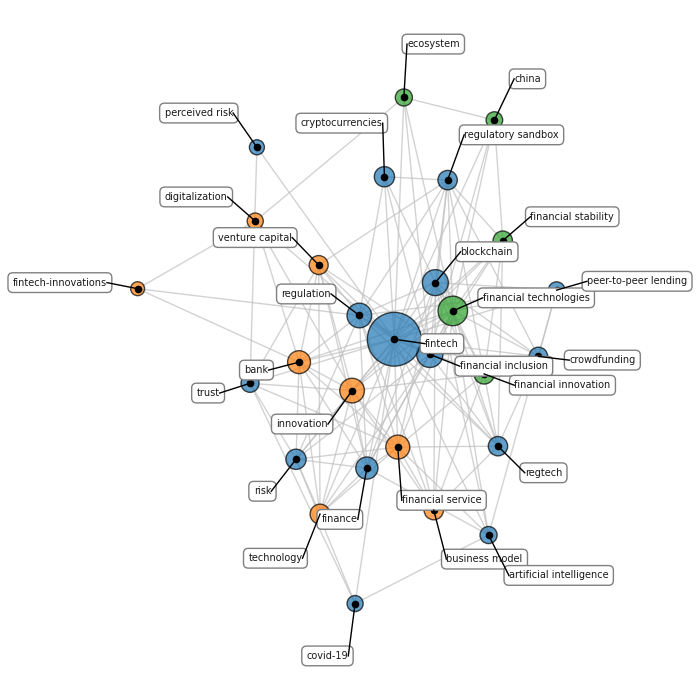 ecosystem
china
perceived risk
cryptocurrencies
regulatory sandbox
digitalization
financial stability
venture capital
blockchain
fintech-innovations
peer-to-peer lending
regulation
financial technologies
fintech
crowdfunding
bank
financial inclusion
financial innovation
trust
innovation
regtech
risk
financial service
finance
technology
business model
artificial intelligence
covid-19